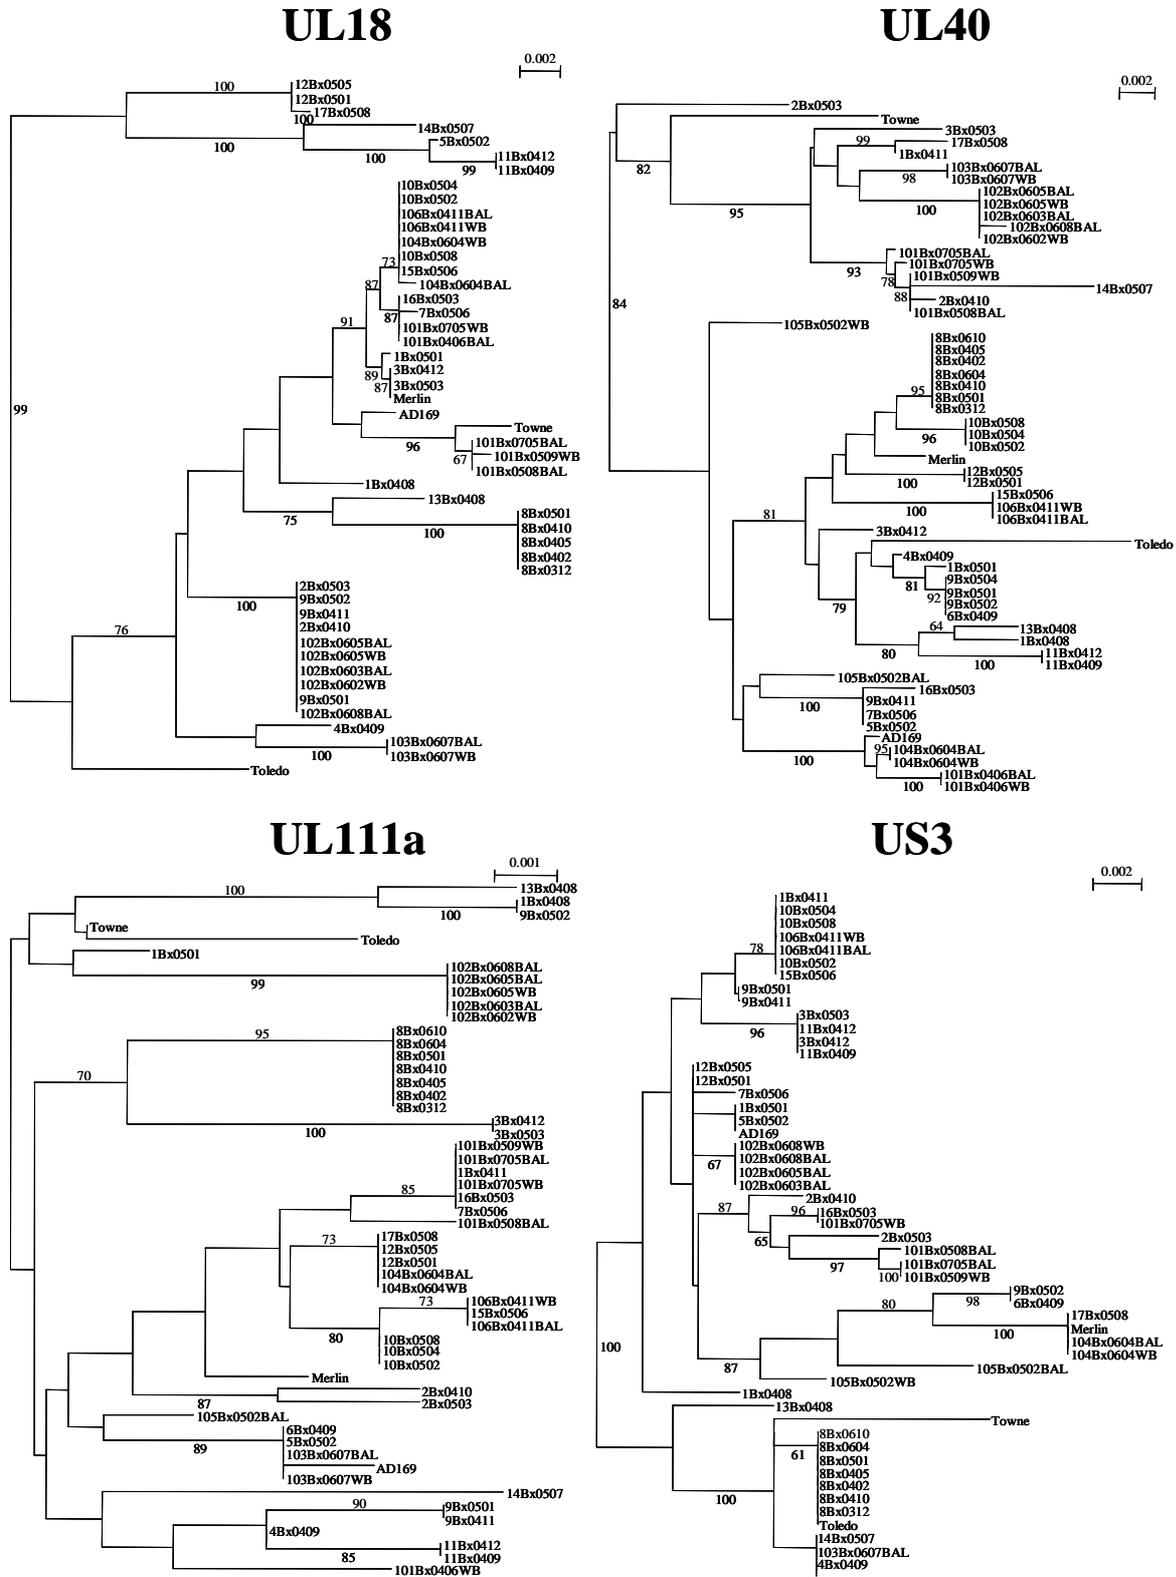 UL18
0.002
100
12Bx0505
12Bx0501
17Bx0508
100
14Bx0507
5Bx0502
100
100
11Bx0412
99
11Bx0409
10Bx0504
10Bx0502
106Bx0411BAL
106Bx0411WB
104Bx0604WB
10Bx0508
73
15Bx0506
87
104Bx0604BAL
16Bx0503
87
7Bx0506
91
101Bx0705WB
101Bx0406BAL
1Bx0501
89
3Bx0412
87
3Bx0503
Merlin
99
AD169
Towne
96
101Bx0705BAL
67
101Bx0509WB
101Bx0508BAL
1Bx0408
13Bx0408
75
8Bx0501
100
8Bx0410
8Bx0405
8Bx0402
8Bx0312
2Bx0503
100
9Bx0502
9Bx0411
2Bx0410
76
102Bx0605BAL
102Bx0605WB
102Bx0603BAL
102Bx0602WB
9Bx0501
102Bx0608BAL
4Bx0409
103Bx0607BAL
100
103Bx0607WB
Toledo
UL40
0.002
2Bx0503
Towne
3Bx0503
99
17Bx0508
1Bx0411
82
103Bx0607BAL
98
103Bx0607WB
102Bx0605BAL
95
100
102Bx0605WB
102Bx0603BAL
102Bx0608BAL
102Bx0602WB
101Bx0705BAL
93
101Bx0705WB
78
101Bx0509WB
14Bx0507
88
2Bx0410
84
101Bx0508BAL
105Bx0502WB
8Bx0610
8Bx0405
8Bx0402
8Bx0604
8Bx0410
95
8Bx0501
8Bx0312
10Bx0508
96
10Bx0504
10Bx0502
Merlin
12Bx0505
100
12Bx0501
15Bx0506
100
106Bx0411WB
81
106Bx0411BAL
3Bx0412
Toledo
4Bx0409
1Bx0501
81
9Bx0504
9Bx0501
92
9Bx0502
79
6Bx0409
64
13Bx0408
1Bx0408
80
11Bx0412
100
11Bx0409
105Bx0502BAL
16Bx0503
100
9Bx0411
7Bx0506
5Bx0502
AD169
95
104Bx0604BAL
100
104Bx0604WB
101Bx0406BAL
100
101Bx0406WB
UL111a
0.001
100
13Bx0408
1Bx0408
100
9Bx0502
Towne
Toledo
1Bx0501
102Bx0608BAL
99
102Bx0605BAL
102Bx0605WB
102Bx0603BAL
102Bx0602WB
95
8Bx0610
8Bx0604
8Bx0501
70
8Bx0410
8Bx0405
8Bx0402
8Bx0312
3Bx0412
100
3Bx0503
101Bx0509WB
101Bx0705BAL
1Bx0411
85
101Bx0705WB
16Bx0503
7Bx0506
101Bx0508BAL
73
17Bx0508
12Bx0505
12Bx0501
104Bx0604BAL
104Bx0604WB
73
106Bx0411WB
15Bx0506
80
106Bx0411BAL
10Bx0508
10Bx0504
10Bx0502
Merlin
2Bx0410
87
2Bx0503
105Bx0502BAL
6Bx0409
89
5Bx0502
103Bx0607BAL
AD169
103Bx0607WB
14Bx0507
90
9Bx0501
9Bx0411
4Bx0409
11Bx0412
85
11Bx0409
101Bx0406WB
US3
0.002
1Bx0411
10Bx0504
10Bx0508
106Bx0411WB
78
106Bx0411BAL
10Bx0502
15Bx0506
9Bx0501
9Bx0411
3Bx0503
96
11Bx0412
3Bx0412
11Bx0409
12Bx0505
12Bx0501
7Bx0506
1Bx0501
5Bx0502
AD169
102Bx0608WB
67
102Bx0608BAL
102Bx0605BAL
102Bx0603BAL
87
2Bx0410
96
16Bx0503
101Bx0705WB
65
2Bx0503
97
101Bx0508BAL
101Bx0705BAL
100
101Bx0509WB
9Bx0502
80
98
6Bx0409
17Bx0508
100
Merlin
100
104Bx0604BAL
104Bx0604WB
87
105Bx0502BAL
105Bx0502WB
1Bx0408
13Bx0408
Towne
8Bx0610
61
8Bx0604
8Bx0501
8Bx0405
8Bx0402
100
8Bx0410
8Bx0312
Toledo
14Bx0507
103Bx0607BAL
4Bx0409